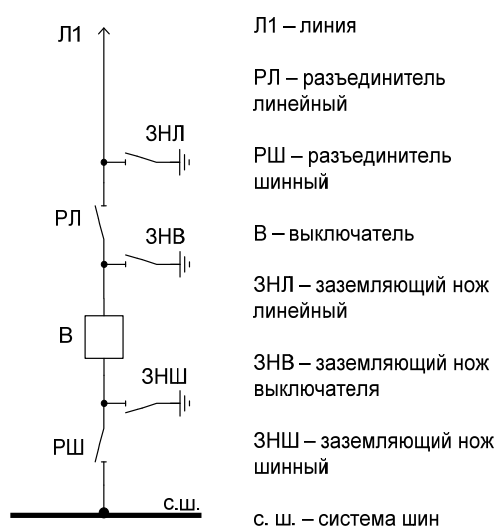 Л1
ЗНЛ
РЛ
ЗНВ
В
ЗНШ
РШ
с.ш.
Л1 – линия
РЛ – разъединитель
линейный
РШ – разъединитель
шинный
В – выключатель
ЗНЛ – заземляющий нож
линейный
ЗНВ – заземляющий нож
выключателя
ЗНШ – заземляющий нож
шинный
с. ш. – система шин